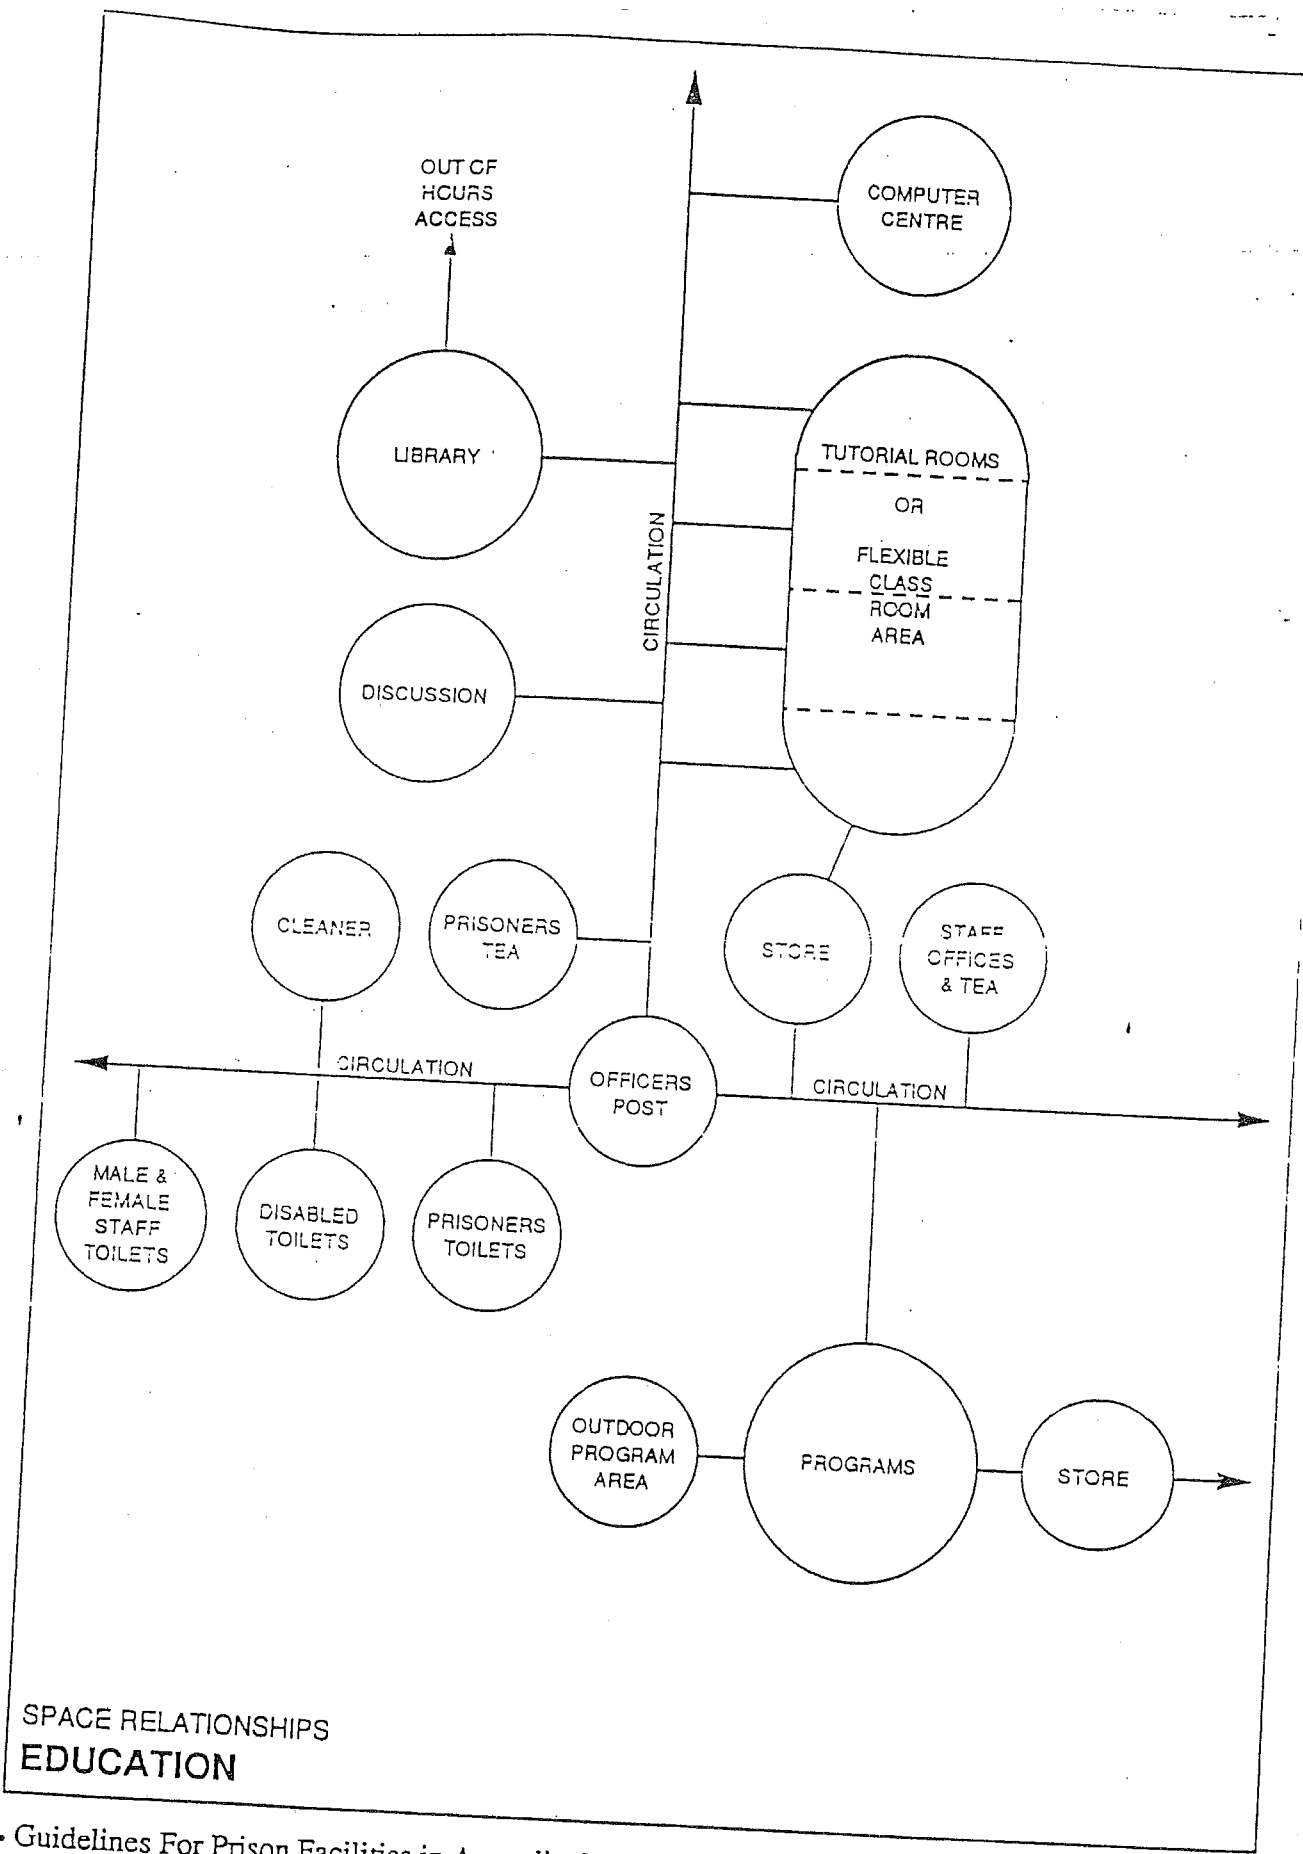 OUT OF
HOURS
ACCESS
COMPUTER
CENTRE
LIBRARY
TUTORIAL ROOMS
OR
FLEXIBLE
CLASS
ROOM
AREA
CIRCULATION
DISCUSSION
CLEANER
PRISONERS
TEA
STORE
STAFF
OFFICES
& TEA
CIRCULATION
OFFICERS
POST
CIRCULATION
MALE &
FEMALE
STAFF
TOILETS
DISABLED
TOILETS
PRISONERS
TOILETS
OUTDOOR
PROGRAM
AREA
PROGRAMS
STORE
SPACE RELATIONSHIPS
EDUCATION
Guidelines For Prison Facilities in